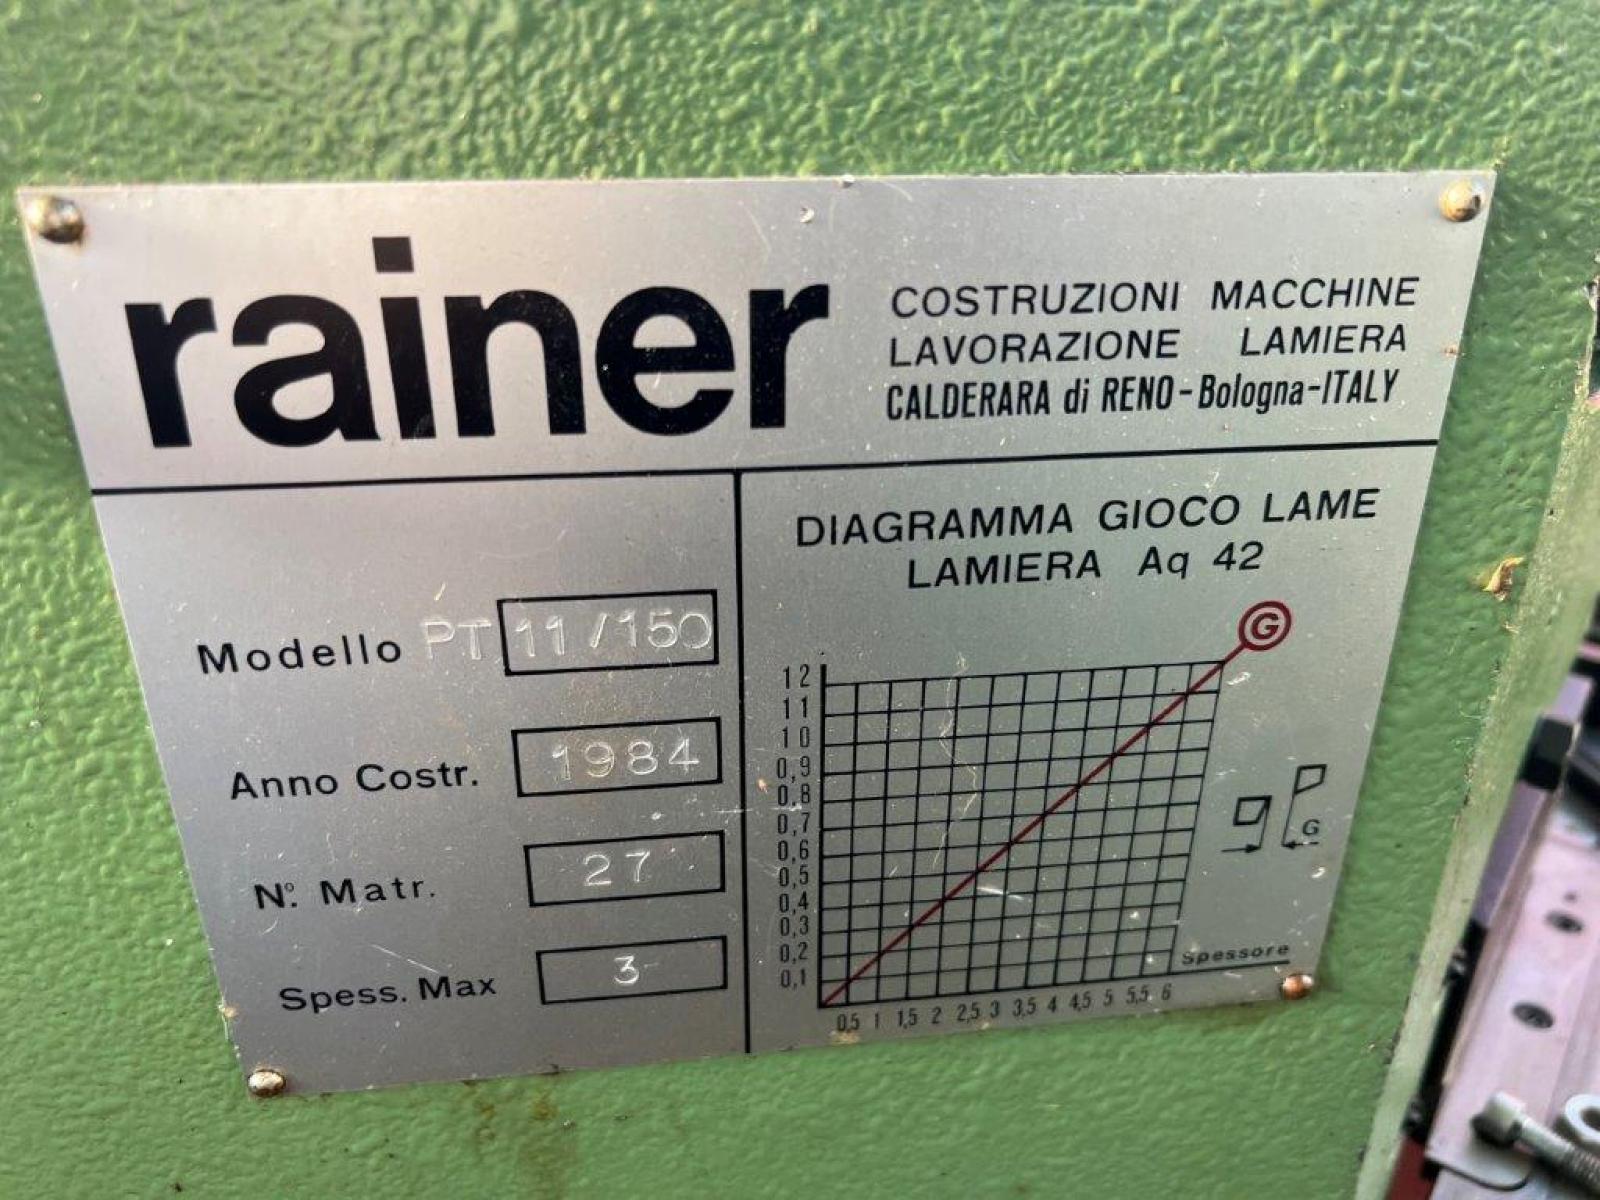 rainer
COSTRUZIONI MACCHINE
LAVORAZIONE LAMIERA
CALDERARA di RENO-Bologna-ITALY
Modello PT 11/150
Anno Costr. 1984
N°. Matr. 27
Spess. Max 3
DIAGRAMMA GIOCO LAME
LAMIERA Aq 42
G
12
11
10
0,9
0,8
0,7
0,6
0,5
0,4
0,3
0,2
0,1
G
Spessore
0,5 1 1,5 2 2,5 3 3,5 4 4,5 5 5,5 6